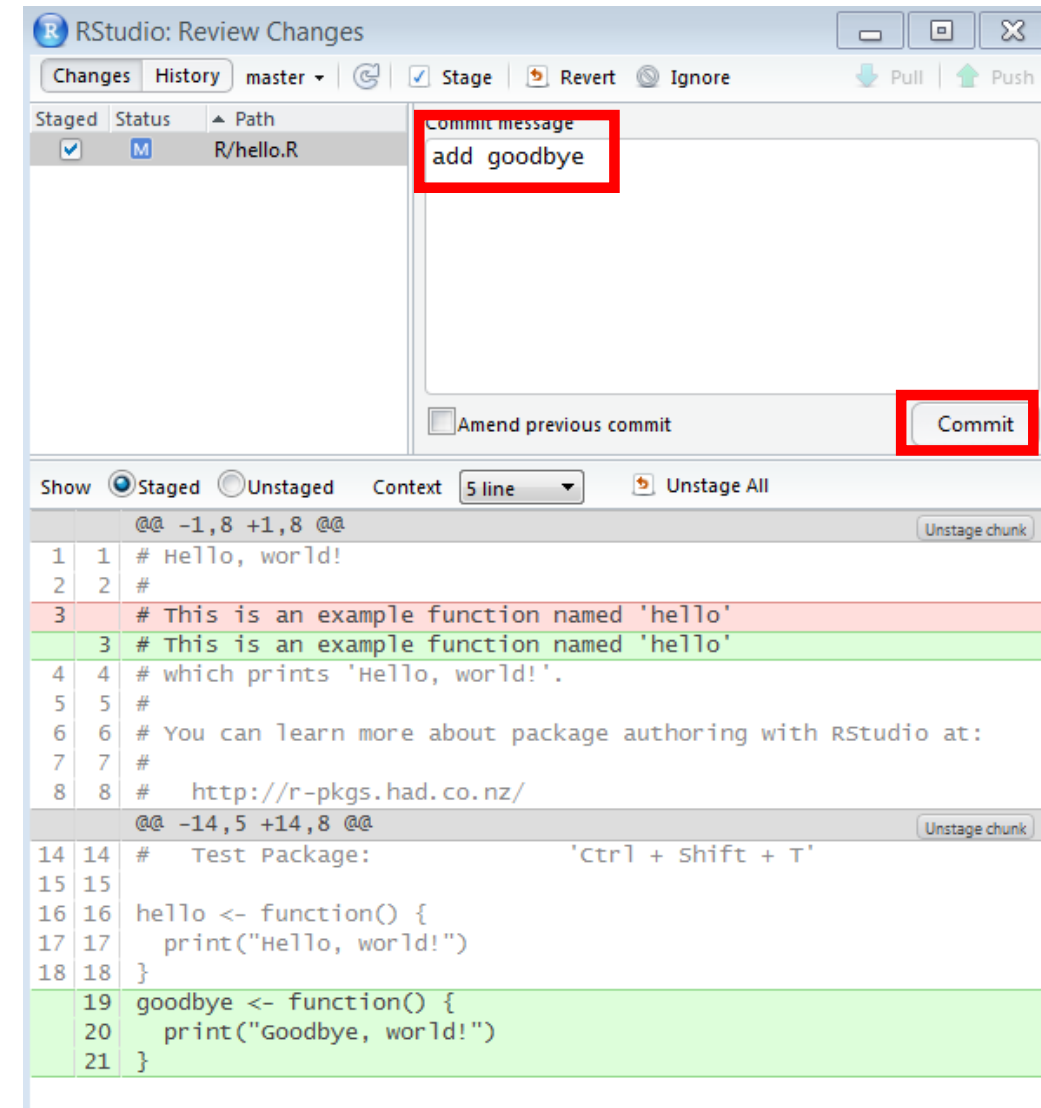 RStudio: Review Changes
Changes History master Stage Revert Ignore Pull Push
Staged Status Path
M R/hello.R
Commit message
add goodbye
Amend previous commit Commit
Show Staged Unstaged Context 5 line Unstage All
@@ -1,8 +1,8 @@ Unstage chunk
1 1 # Hello, world!
2 2 #
3 # This is an example function named 'hello'
3 # This is an example function named 'hello'
4 4 # which prints 'Hello, world!'.
5 5 #
6 6 # You can learn more about package authoring with RStudio at:
7 7 #
8 8 #   http://r-pkgs.had.co.nz/
@@ -14,5 +14,8 @@ Unstage chunk
14 14 #   Test Package:              'Ctrl + Shift + T'
15 15
16 16 hello <- function() {
17 17   print("Hello, world!")
18 18 }
19 goodbye <- function() {
20   print("Goodbye, world!")
21 }